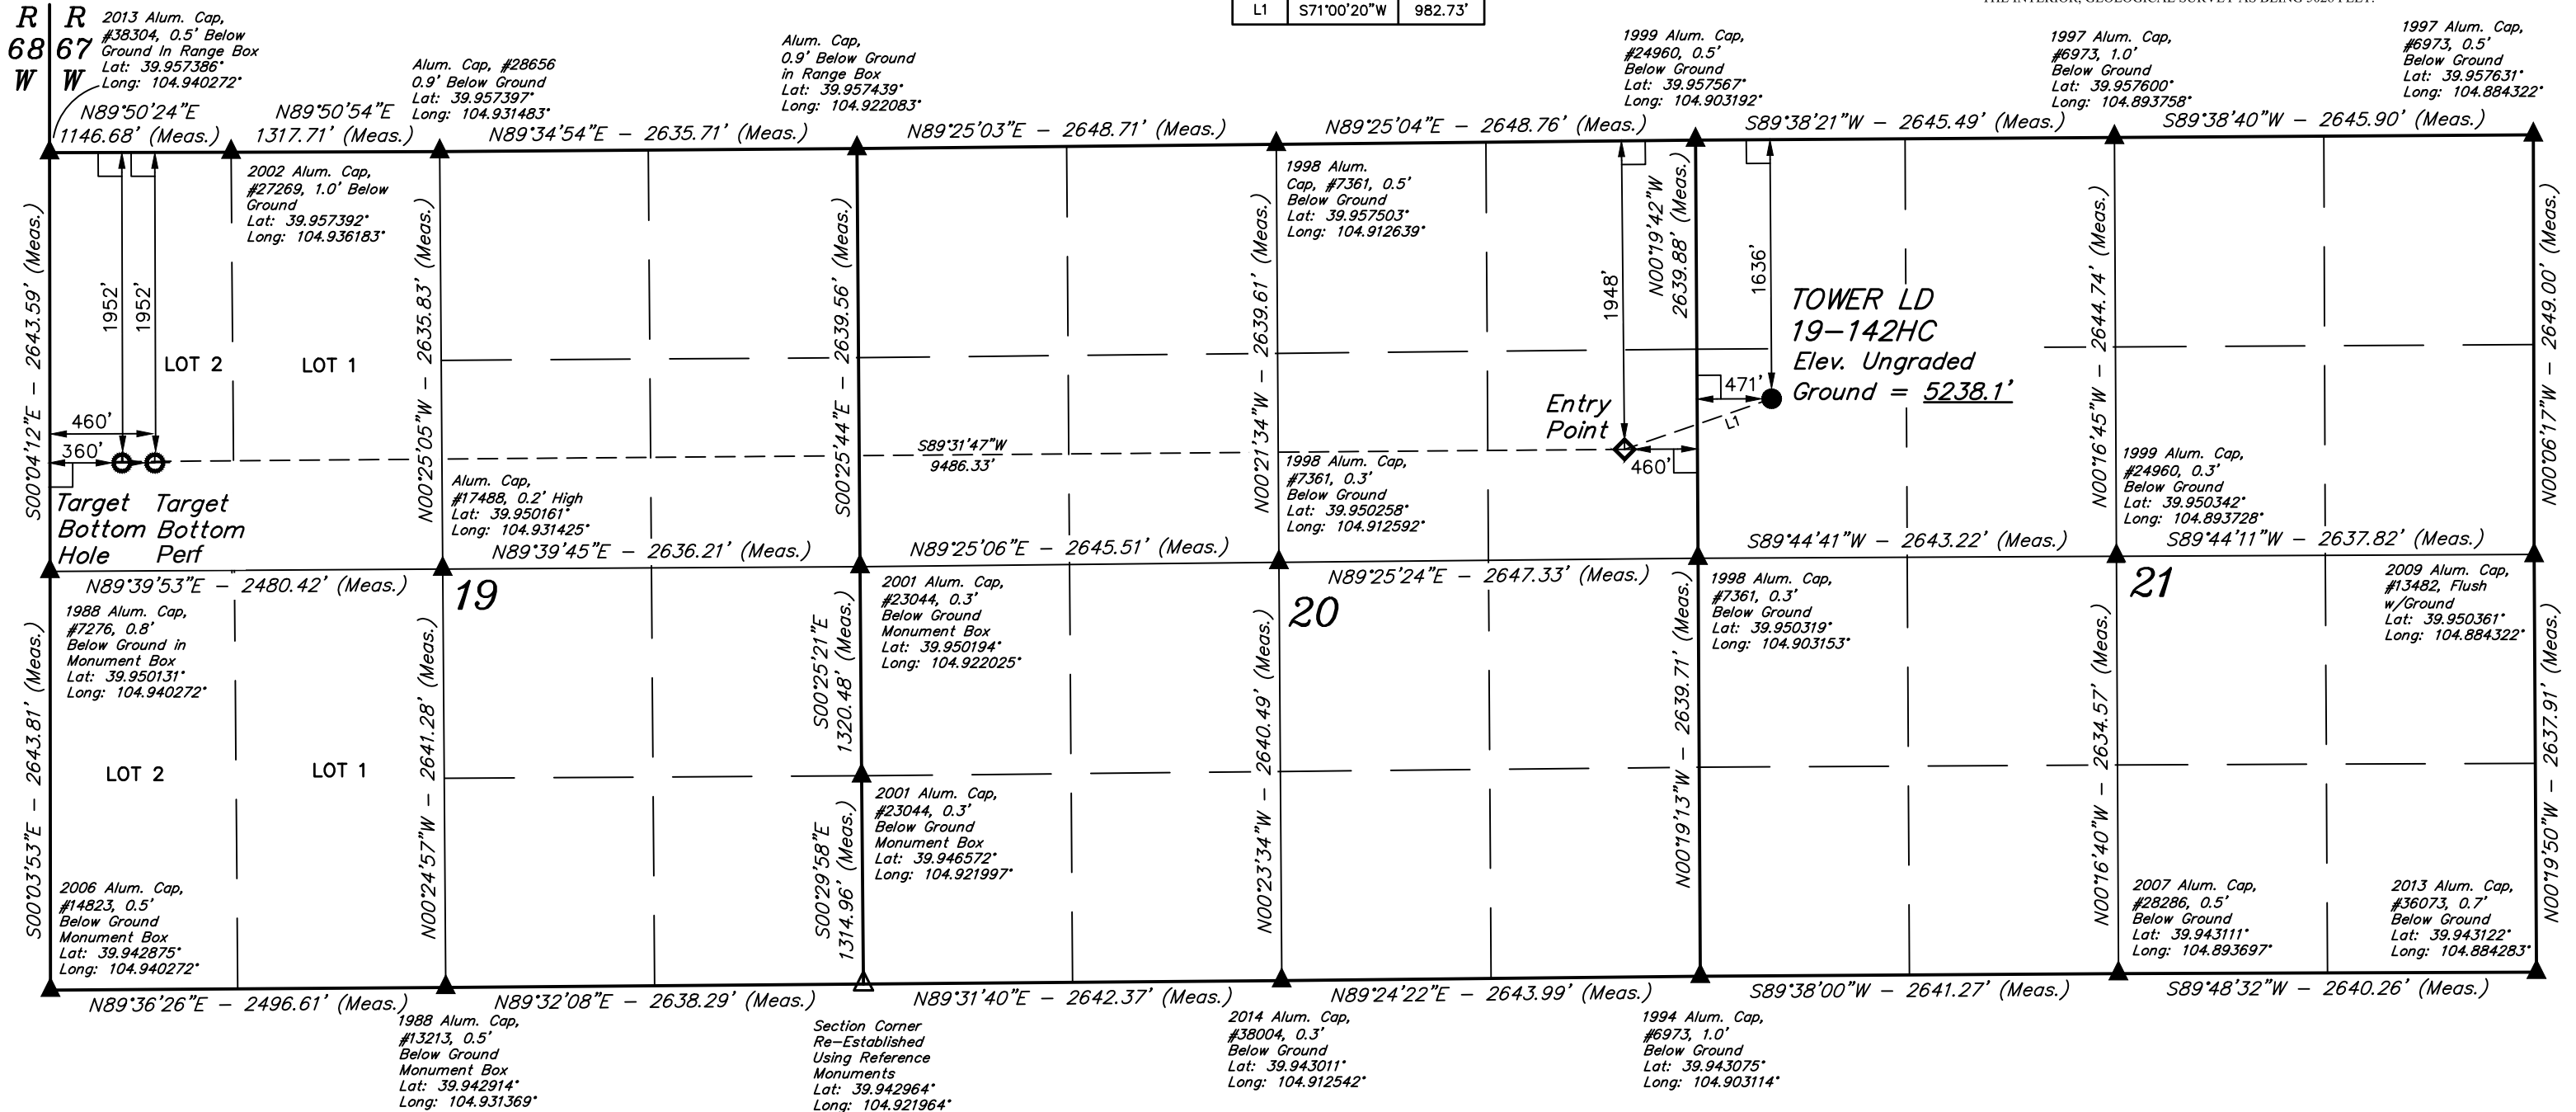 L1 S71°00'20"W 982.73'
R R
68 67
W W
2013 Alum. Cap,
#38304, 0.5' Below
Ground In Range Box
Lat: 39.957386°
Long: 104.940272°
Alum. Cap, #28656
0.9' Below Ground
Lat: 39.957397°
Long: 104.931483°
Alum. Cap,
0.9' Below Ground
in Range Box
Lat: 39.957439°
Long: 104.922083°
1999 Alum. Cap,
#24960, 0.5'
Below Ground
Lat: 39.957567°
Long: 104.903192°
1997 Alum. Cap,
#6973, 1.0'
Below Ground
Lat: 39.957600°
Long: 104.893758°
1997 Alum. Cap,
#6973, 0.5'
Below Ground
Lat: 39.957631°
Long: 104.884322°
N89°50'24"E
1146.68' (Meas.)
N89°50'54"E
1317.71' (Meas.)
N89°34'54"E – 2635.71' (Meas.)
N89°25'03"E – 2648.71' (Meas.)
N89°25'04"E – 2648.76' (Meas.)
S89°38'21"W – 2645.49' (Meas.)
S89°38'40"W – 2645.90' (Meas.)
2002 Alum. Cap,
#27269, 1.0' Below
Ground
Lat: 39.957392°
Long: 104.936183°
1998 Alum.
Cap, #7361, 0.5'
Below Ground
Lat: 39.957503°
Long: 104.912639°
S00°04'12"E – 2643.59' (Meas.)
1952'
1952'
LOT 2
LOT 1
N00°25'05"W – 2635.83' (Meas.)
S00°25'44"E – 2639.56' (Meas.)
N00°21'34"W – 2639.61' (Meas.)
1948'
N00°19'42"W
2639.88' (Meas.)
1636'
TOWER LD
19–142HC
Elev. Ungraded
Ground = 5238.1'
N00°16'45"W – 2644.74' (Meas.)
N00°06'17"W – 2649.00' (Meas.)
460'
360'
Target
Bottom
Hole
Target
Bottom
Perf
S89°31'47"W
9486.33'
Entry
Point
471'
L1
460'
Alum. Cap,
#17488, 0.2' High
Lat: 39.950161°
Long: 104.931425°
1998 Alum. Cap,
#7361, 0.3'
Below Ground
Lat: 39.950258°
Long: 104.912592°
1999 Alum. Cap,
#24960, 0.3'
Below Ground
Lat: 39.950342°
Long: 104.893728°
N89°39'53"E – 2480.42' (Meas.)
N89°39'45"E – 2636.21' (Meas.)
N89°25'06"E – 2645.51' (Meas.)
N89°25'24"E – 2647.33' (Meas.)
S89°44'41"W – 2643.22' (Meas.)
S89°44'11"W – 2637.82' (Meas.)
19
20
21
1988 Alum. Cap,
#7276, 0.8'
Below Ground in
Monument Box
Lat: 39.950131°
Long: 104.940272°
2001 Alum. Cap,
#23044, 0.3'
Below Ground
Monument Box
Lat: 39.950194°
Long: 104.922025°
1998 Alum. Cap,
#7361, 0.3'
Below Ground
Lat: 39.950319°
Long: 104.903153°
2009 Alum. Cap,
#13482, Flush
w/Ground
Lat: 39.950361°
Long: 104.884322°
S00°03'53"E – 2643.81' (Meas.)
LOT 2
LOT 1
N00°24'57"W – 2641.28' (Meas.)
S00°25'21"E
1320.48' (Meas.)
S00°29'58"E
1314.96' (Meas.)
N00°23'34"W – 2640.49' (Meas.)
N00°19'13"W – 2639.71' (Meas.)
N00°16'40"W – 2634.57' (Meas.)
N00°19'50"W – 2637.91' (Meas.)
2001 Alum. Cap,
#23044, 0.3'
Below Ground
Monument Box
Lat: 39.946572°
Long: 104.921997°
2006 Alum. Cap,
#14823, 0.5'
Below Ground
Monument Box
Lat: 39.942875°
Long: 104.940272°
2007 Alum. Cap,
#28286, 0.5'
Below Ground
Lat: 39.943111°
Long: 104.893697°
2013 Alum. Cap,
#36073, 0.7'
Below Ground
Lat: 39.943122°
Long: 104.884283°
N89°36'26"E – 2496.61' (Meas.)
N89°32'08"E – 2638.29' (Meas.)
N89°31'40"E – 2642.37' (Meas.)
N89°24'22"E – 2643.99' (Meas.)
S89°38'00"W – 2641.27' (Meas.)
S89°48'32"W – 2640.26' (Meas.)
1988 Alum. Cap,
#13213, 0.5'
Below Ground
Monument Box
Lat: 39.942914°
Long: 104.931369°
Section Corner
Re–Established
Using Reference
Monuments
Lat: 39.942964°
Long: 104.921964°
2014 Alum. Cap,
#38004, 0.3'
Below Ground
Lat: 39.943011°
Long: 104.912542°
1994 Alum. Cap,
#6973, 1.0'
Below Ground
Lat: 39.943075°
Long: 104.903114°